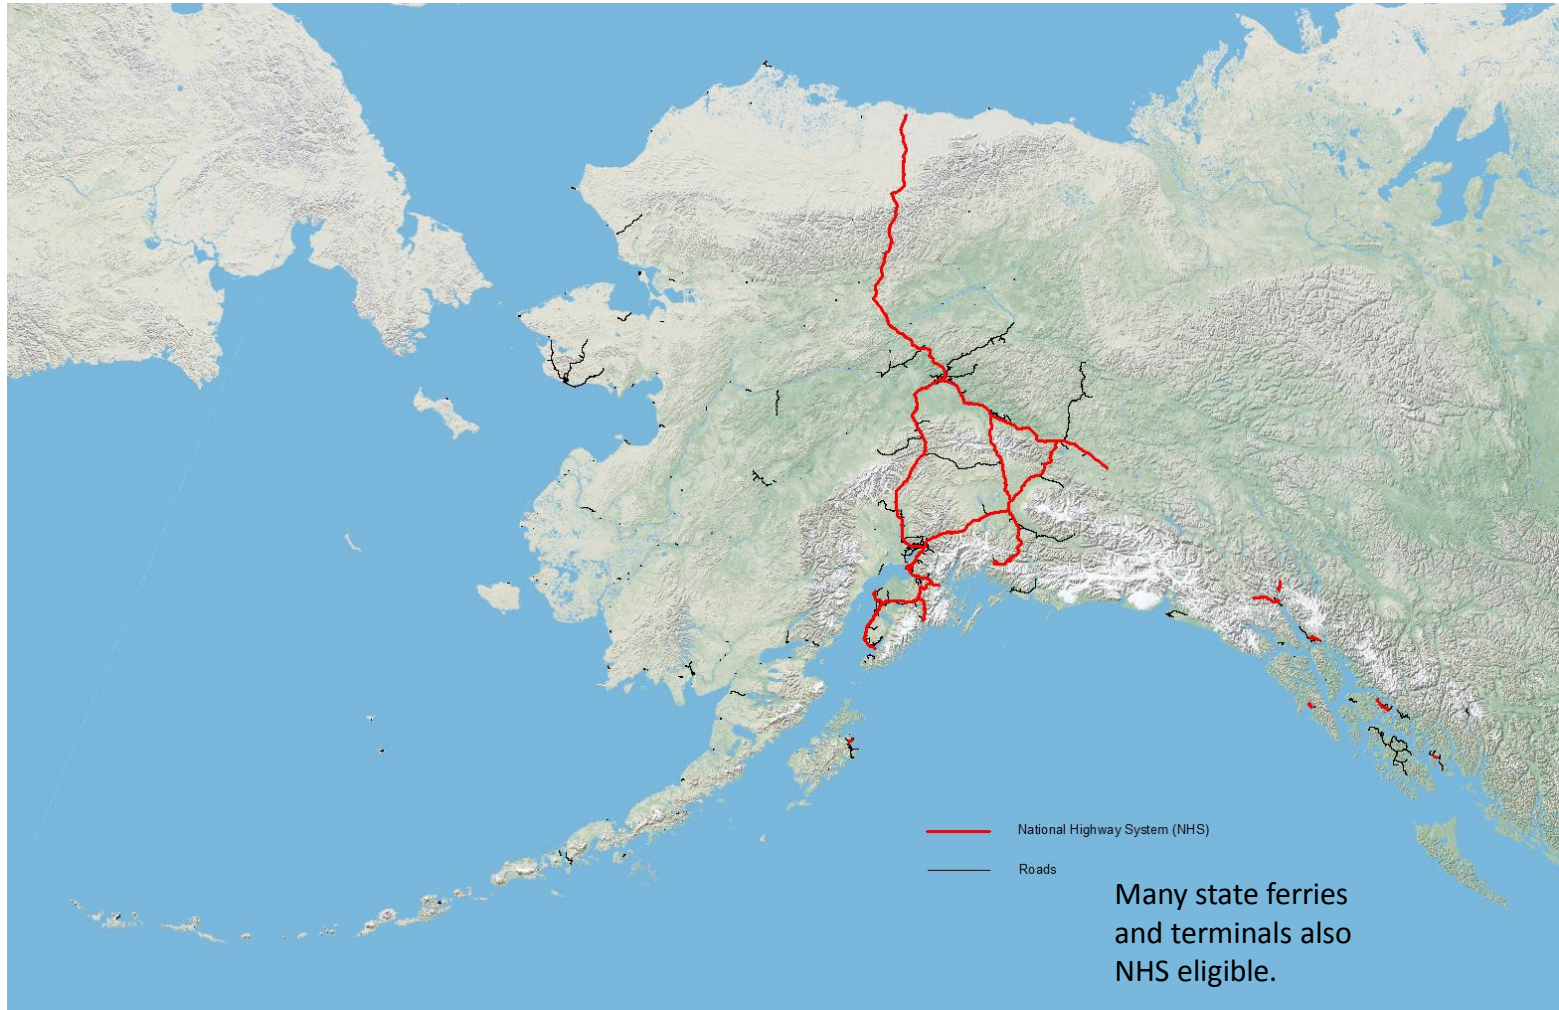 National Highway System (NHS)
Roads
Many state ferries
and terminals also
NHS eligible.